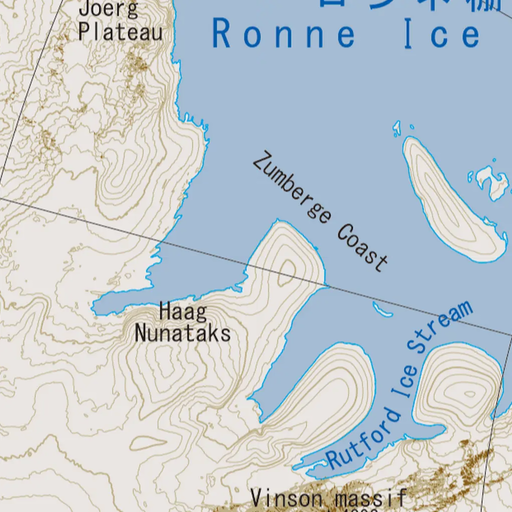 Joerg
Plateau
Ronne Ice
Zumberge Coast
Haag
Nunataks
Rutford Ice Stream
Vinson massif